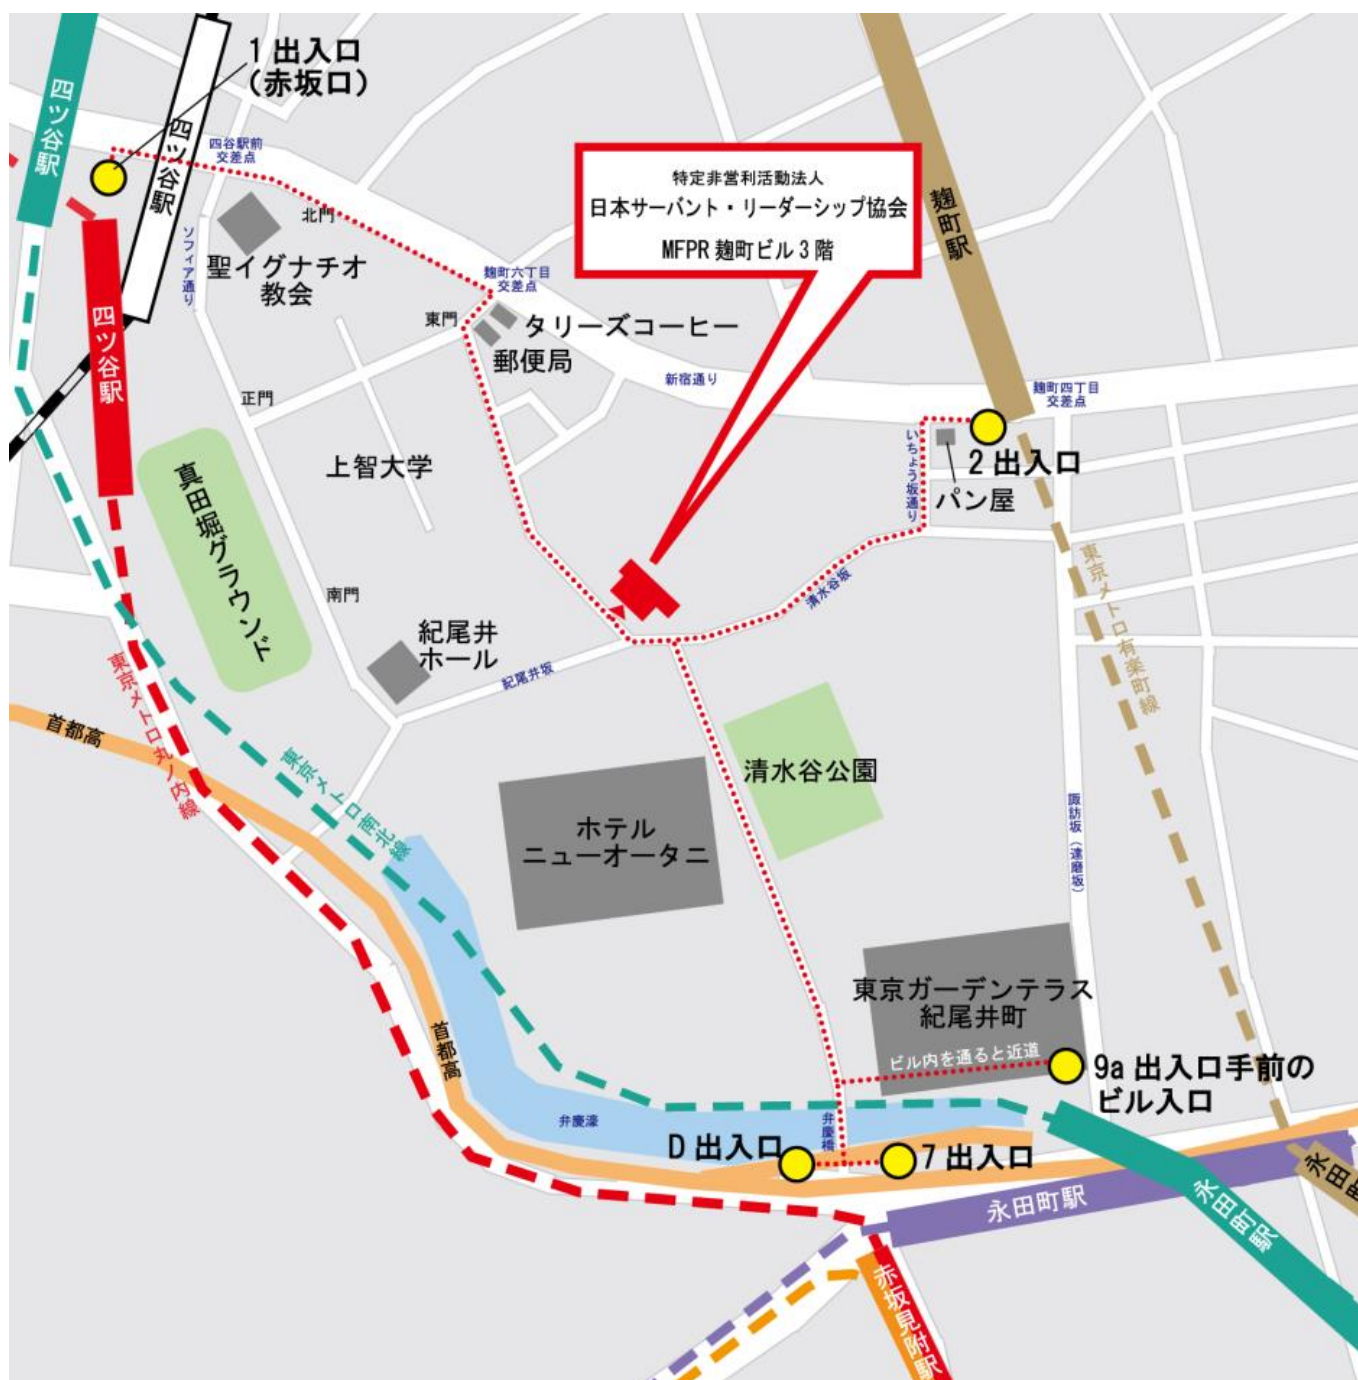 1 出入口
（赤坂口）
四ツ谷駅
四ツ谷駅
四ツ谷駅
四谷駅前
交差点
北門
聖イグナチオ
教会
ソフィア通り
特定非営利活動法人
日本サーバント・リーダーシップ協会
MFPR 麹町ビル 3 階
麹町駅
麹町六丁目
交差点
東門
タリーズコーヒー
郵便局
新宿通り
麹町四丁目
交差点
正門
上智大学
真田堀グラウンド
いちょう坂通り
2 出入口
パン屋
南門
紀尾井
ホール
紀尾井坂
清水谷坂
東京メトロ有楽町線
東京メトロ丸ノ内線
首都高
東京メトロ南北線
清水谷公園
ホテル
ニューオータニ
諏訪坂（達磨坂）
東京ガーデンテラス
紀尾井町
ビル内を通ると近道
9a 出入口手前の
ビル入口
首都高
弁慶濠
弁慶橋
D 出入口
7 出入口
永田町駅
永田町駅
永田
赤坂見附駅